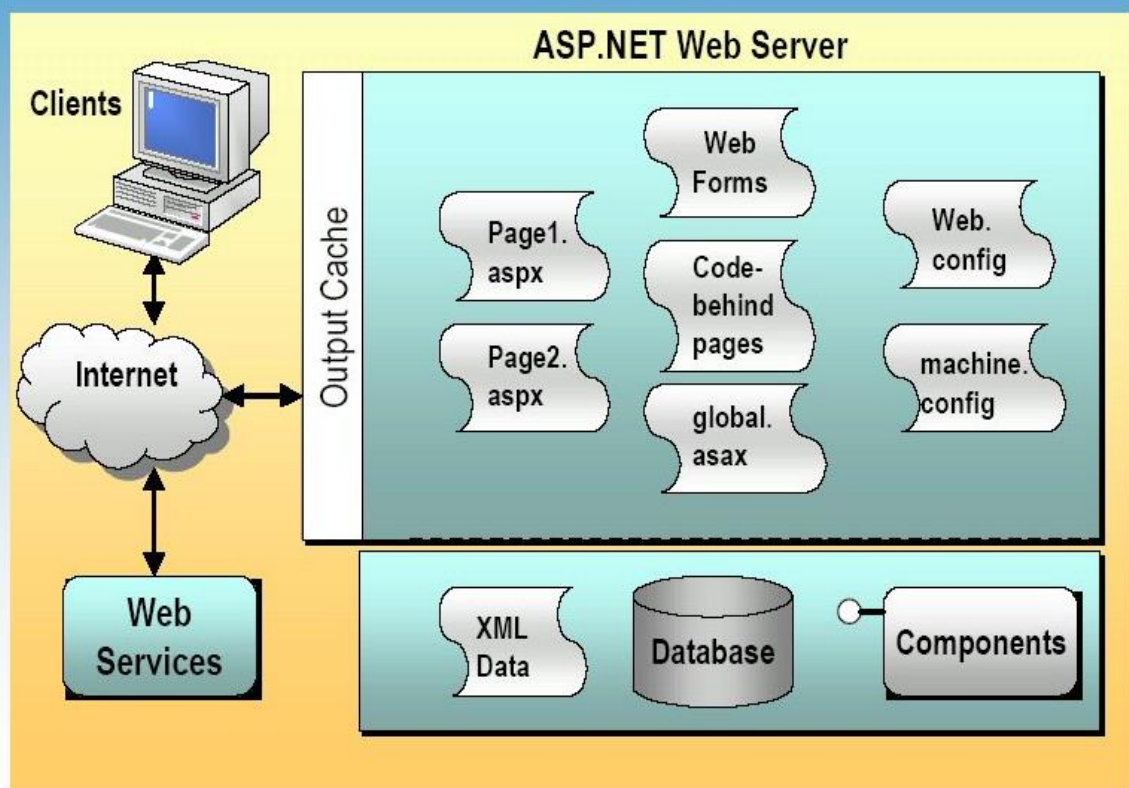 ASP.NET Web Server
Clients
Internet
Web
Services
Output Cache
Page1.
aspx
Page2.
aspx
Web
Forms
Code-
behind
pages
global.
asax
Web.
config
machine.
config
XML
Data
Database
Components